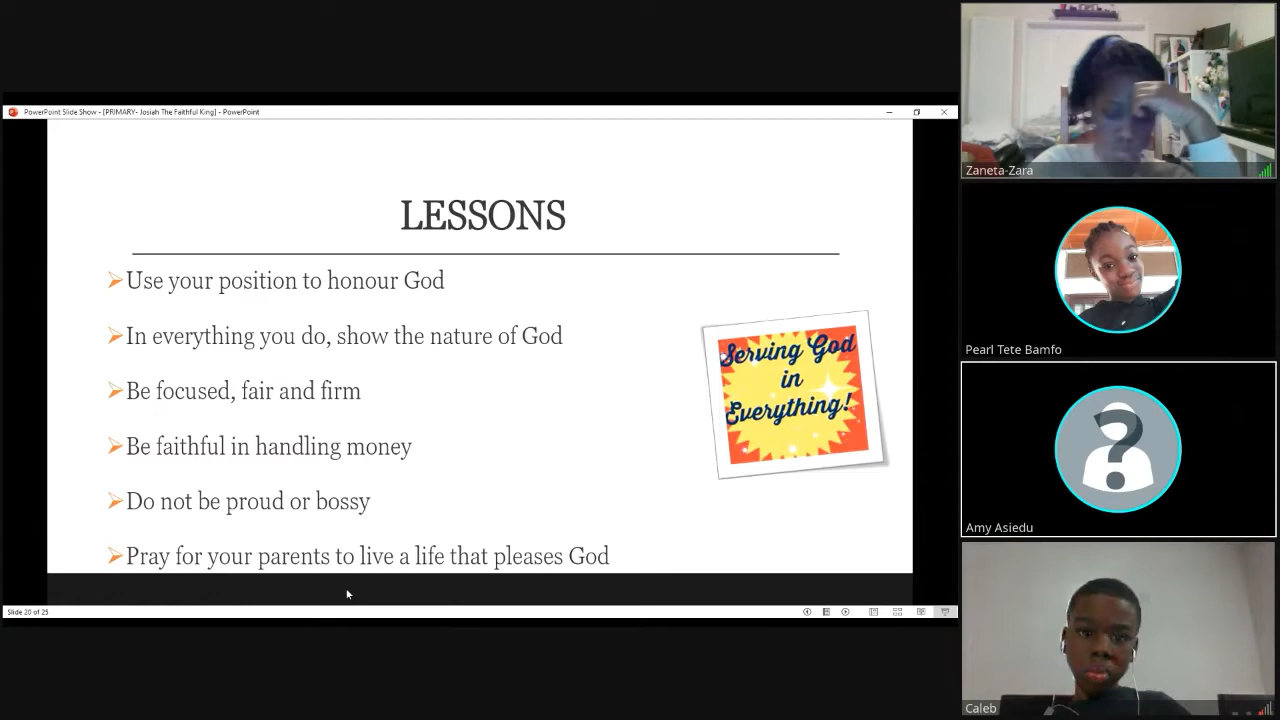 PowerPoint Slide Show - [PRIMARY- Josiah The Faithful King] - PowerPoint
LESSONS
Use your position to honour God
In everything you do, show the nature of God
Be focused, fair and firm
Be faithful in handling money
Do not be proud or bossy
Pray for your parents to live a life that pleases God
Serving God
in
Everything!
Slide 20 of 25
Zaneta-Zara
Pearl Tete Bamfo
?
Amy Asiedu
Caleb